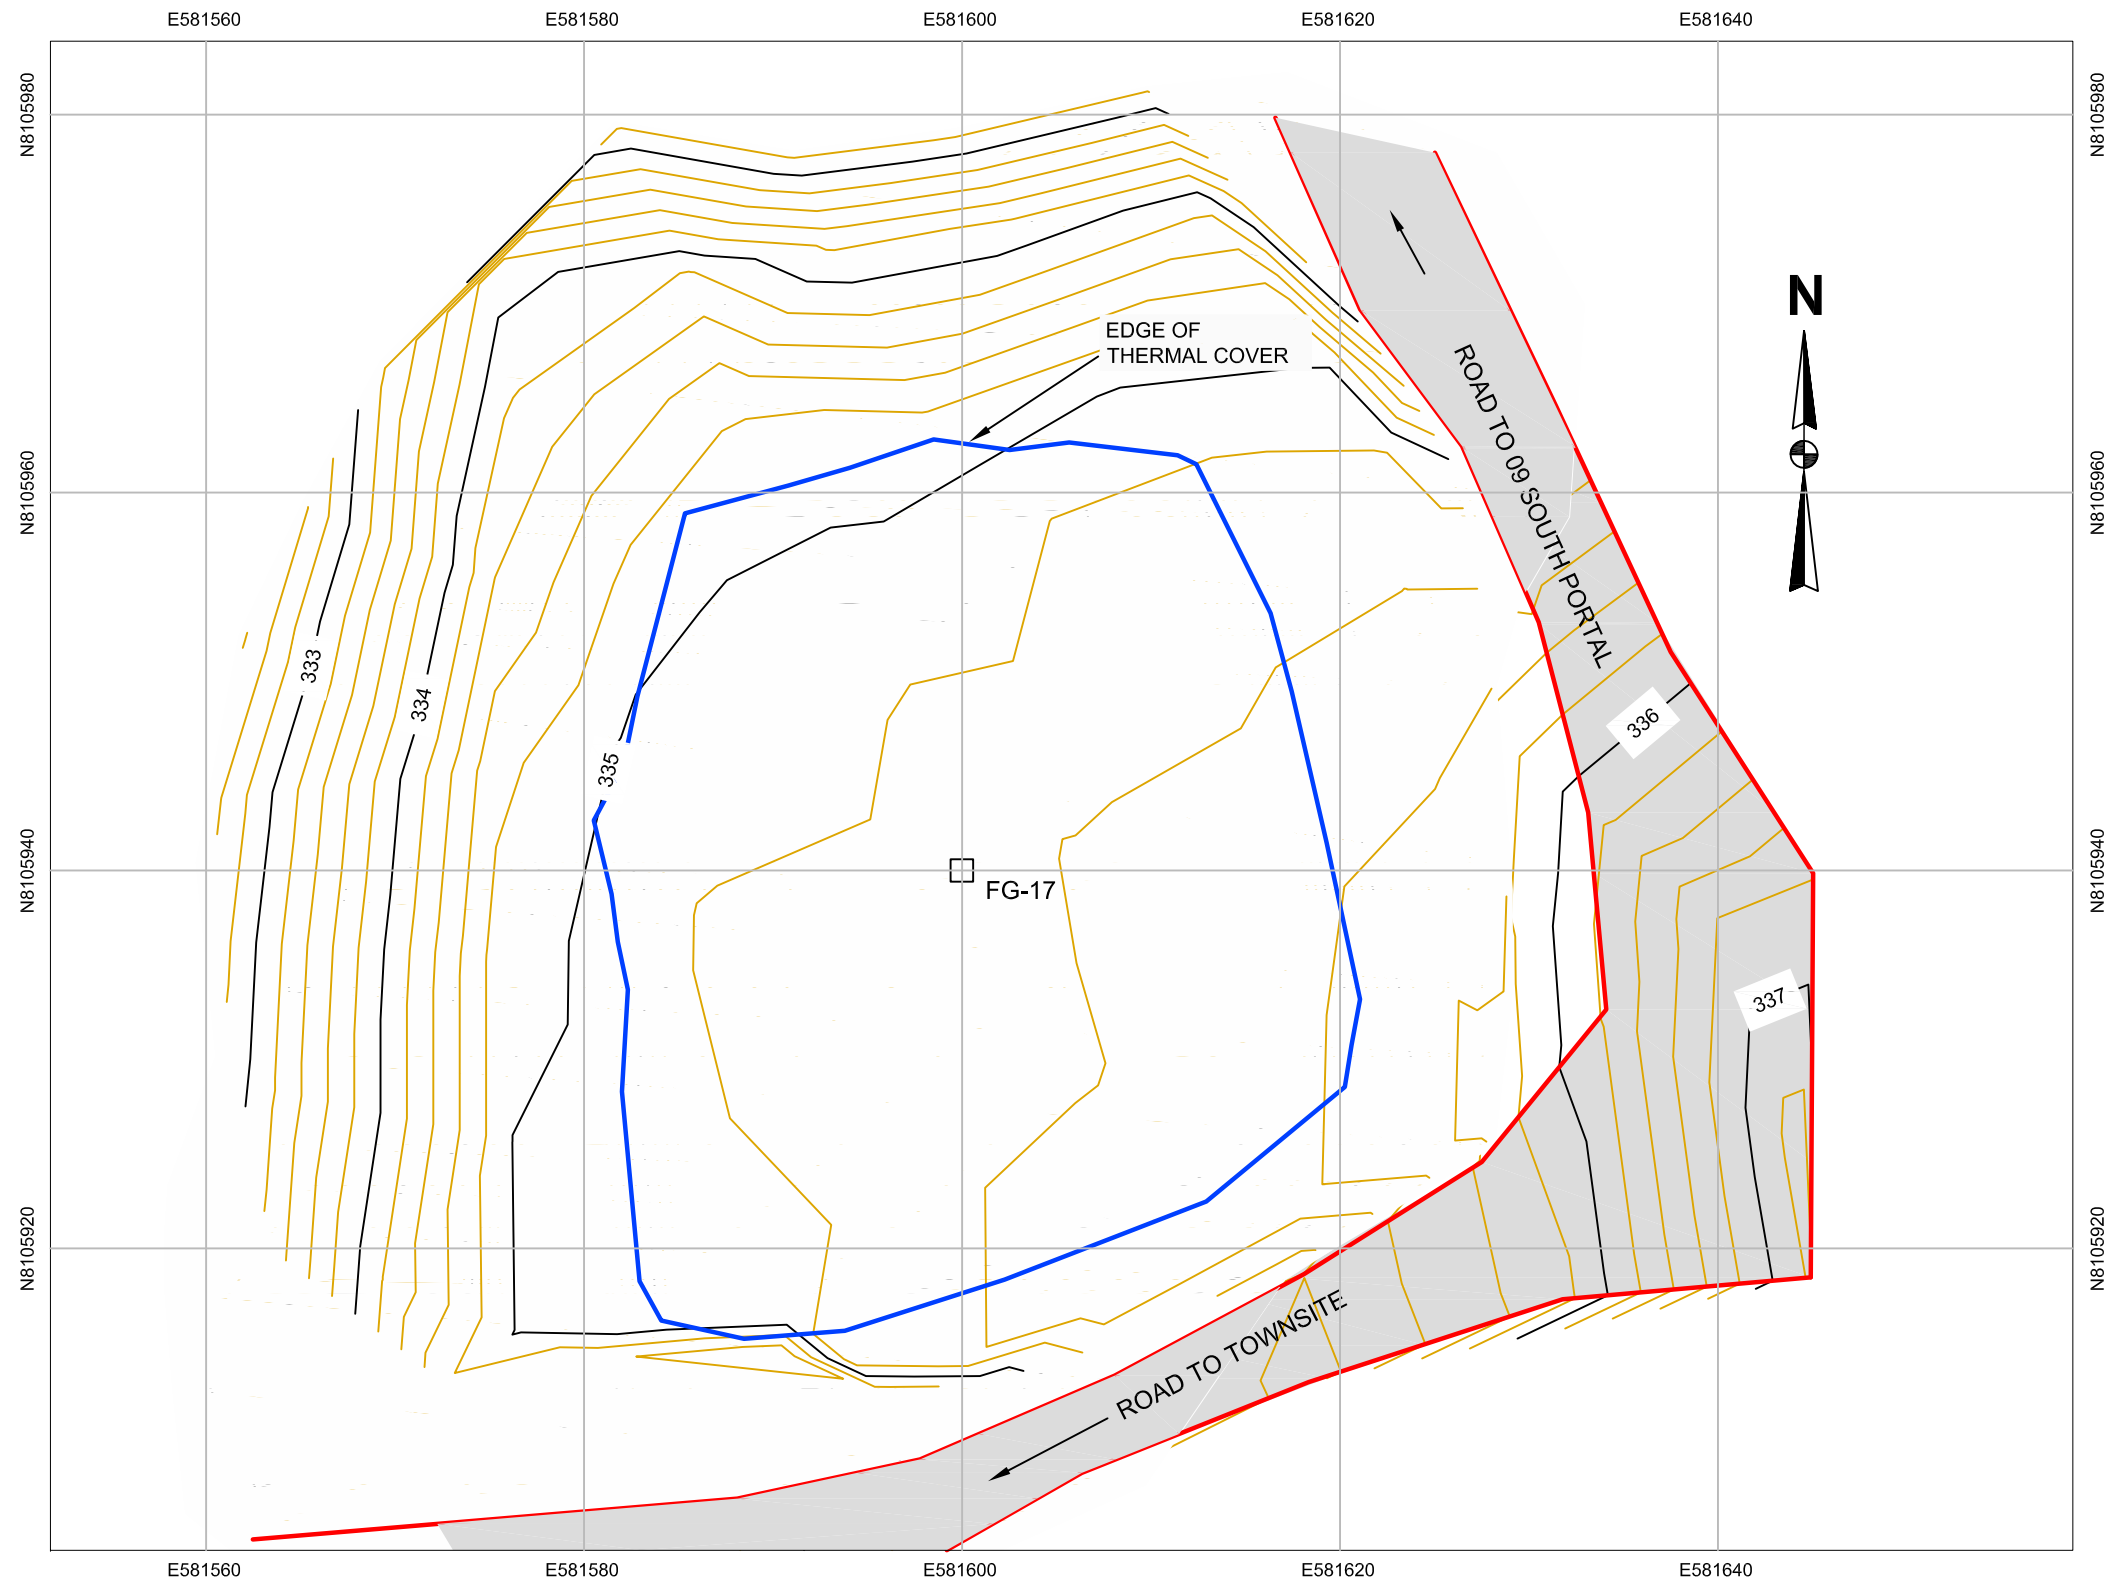 E581560 E581580 E581600 E581620 E581640
N8105980
N8105980
N
EDGE OF
THERMAL COVER
ROAD TO 09 SOUTH PORTAL
N8105960
N8105960
333
334
335
336
N8105940
N8105940
FG-17
337
N8105920
N8105920
ROAD TO TOWNSITE
E581560 E581580 E581600 E581620 E581640